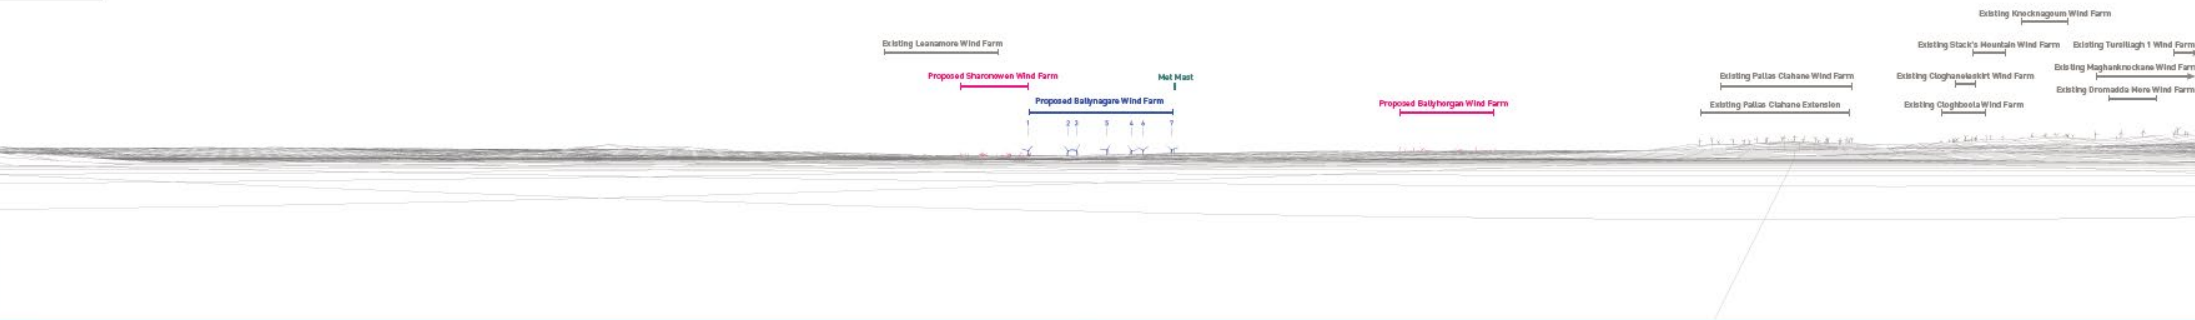 Existing Knocknagoum Wind Farm
Existing Leanamore Wind Farm
Existing Stack's Mountain Wind Farm
Existing Tursillagh 1 Wind Farm
Existing Maghanknockane Wind Farm
Proposed Sharonowen Wind Farm
Met Mast
Existing Pallas Clahane Wind Farm
Existing Cloghaneleskirt Wind Farm
Existing Dromadda More Wind Farm
Proposed Ballynagare Wind Farm
Proposed Ballyhorgan Wind Farm
Existing Pallas Clahane Extension
Existing Cloghboola Wind Farm
1 2 3 5 4 6 7